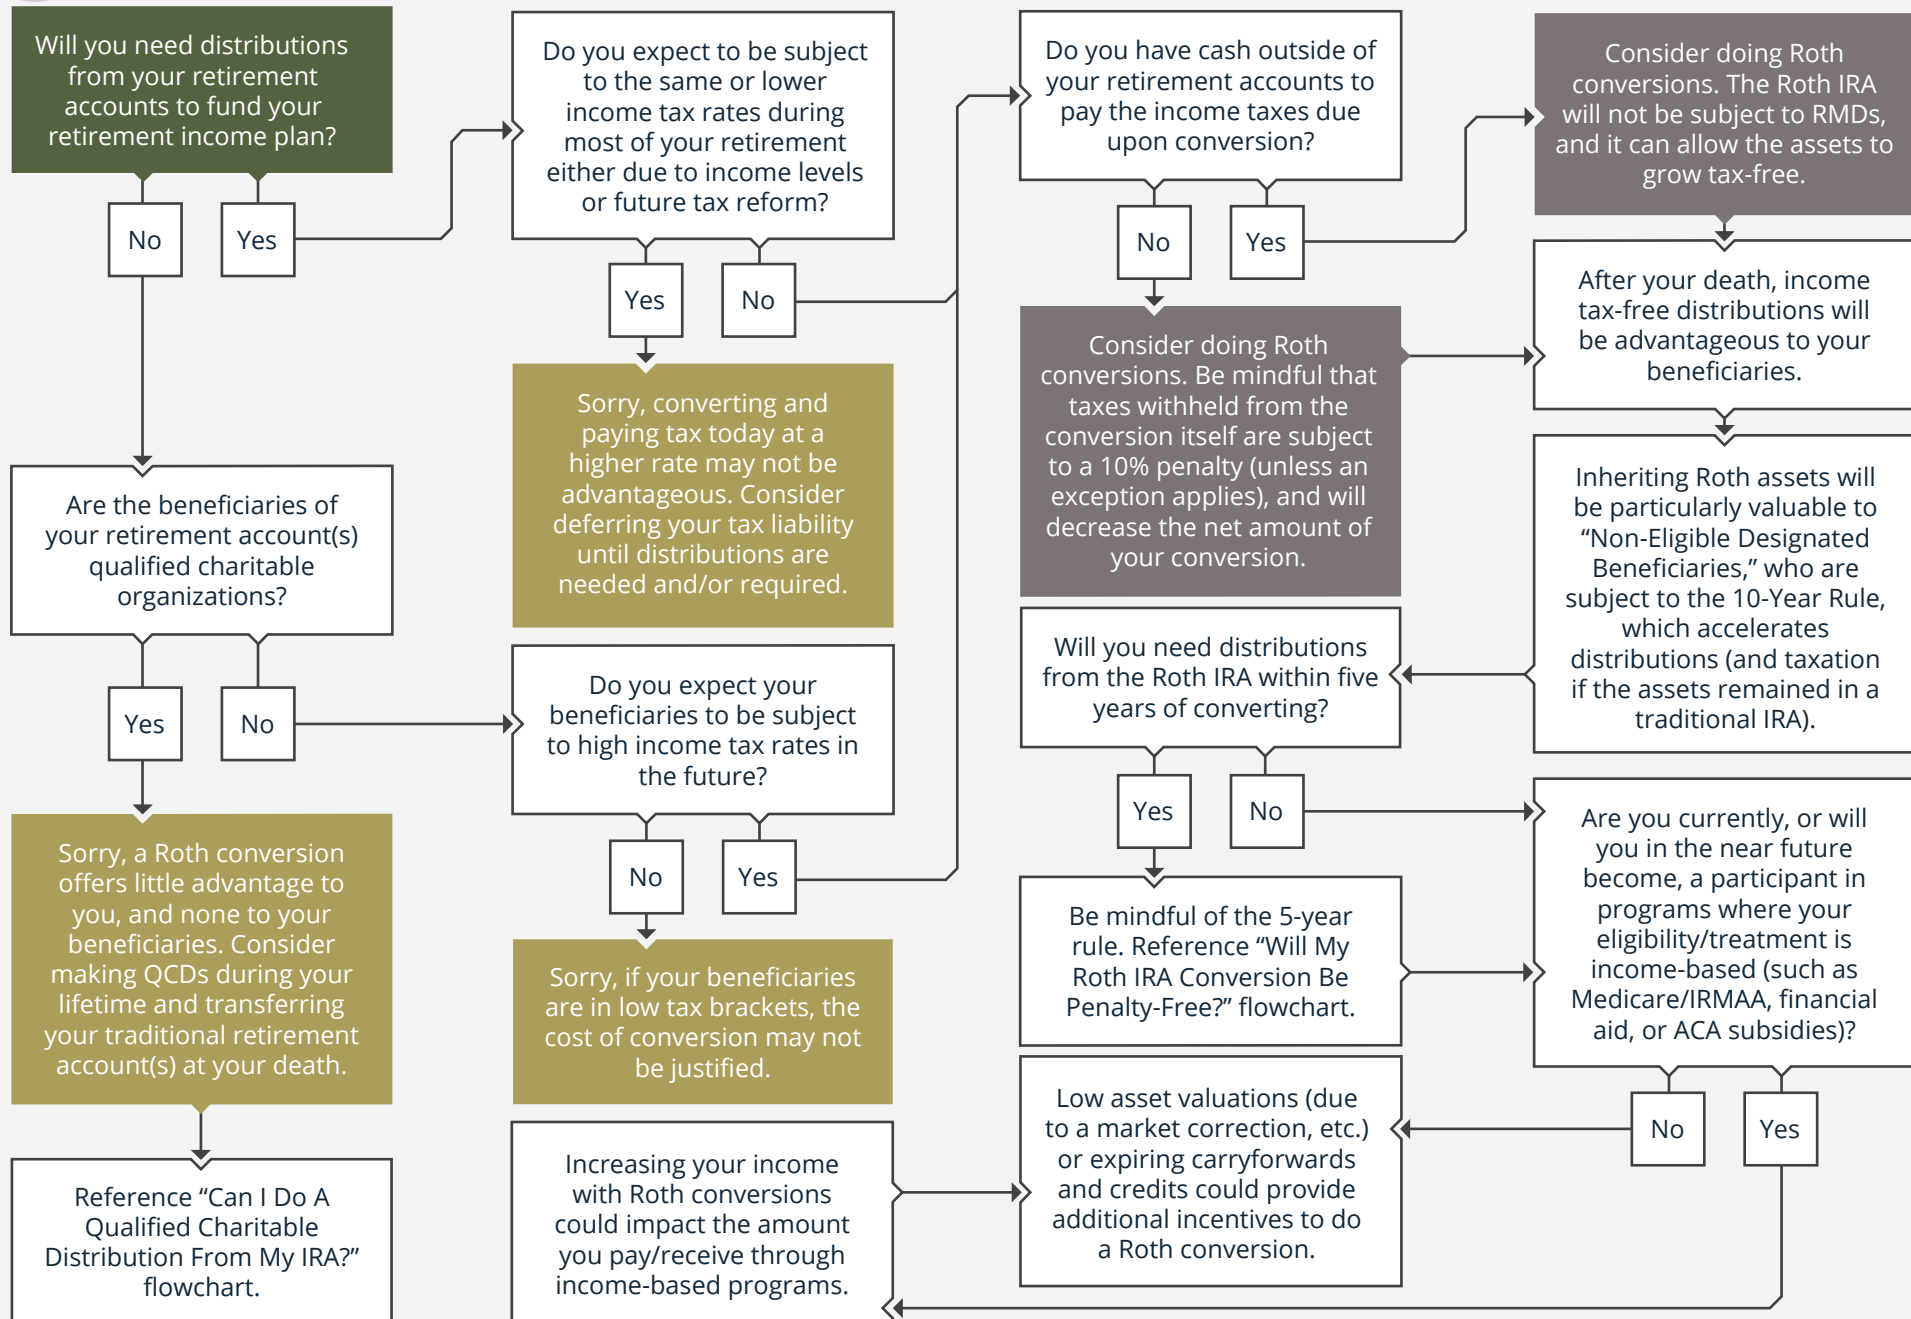 Will you need distributions
from your retirement
accounts to fund your
retirement income plan?
No
Yes
Are the beneficiaries of
your retirement account(s)
qualified charitable
organizations?
Yes
No
Sorry, a Roth conversion
offers little advantage to
you, and none to your
beneficiaries. Consider
making QCDs during your
lifetime and transferring
your traditional retirement
account(s) at your death.
Reference “Can I Do A
Qualified Charitable
Distribution From My IRA?”
flowchart.
Do you expect to be subject
to the same or lower
income tax rates during
most of your retirement
either due to income levels
or future tax reform?
Yes
No
Sorry, converting and
paying tax today at a
higher rate may not be
advantageous. Consider
deferring your tax liability
until distributions are
needed and/or required.
Do you expect your
beneficiaries to be subject
to high income tax rates in
the future?
No
Yes
Sorry, if your beneficiaries
are in low tax brackets, the
cost of conversion may not
be justified.
Increasing your income
with Roth conversions
could impact the amount
you pay/receive through
income-based programs.
Do you have cash outside of
your retirement accounts to
pay the income taxes due
upon conversion?
No
Yes
Consider doing Roth
conversions. Be mindful that
taxes withheld from the
conversion itself are subject
to a 10% penalty (unless an
exception applies), and will
decrease the net amount of
your conversion.
Will you need distributions
from the Roth IRA within five
years of converting?
Yes
No
Be mindful of the 5-year
rule. Reference “Will My
Roth IRA Conversion Be
Penalty-Free?” flowchart.
Low asset valuations (due
to a market correction, etc.)
or expiring carryforwards
and credits could provide
additional incentives to do
a Roth conversion.
Consider doing Roth
conversions. The Roth IRA
will not be subject to RMDs,
and it can allow the assets to
grow tax-free.
After your death, income
tax-free distributions will
be advantageous to your
beneficiaries.
Inheriting Roth assets will
be particularly valuable to
“Non-Eligible Designated
Beneficiaries,” who are
subject to the 10-Year Rule,
which accelerates
distributions (and taxation
if the assets remained in a
traditional IRA).
Are you currently, or will
you in the near future
become, a participant in
programs where your
eligibility/treatment is
income-based (such as
Medicare/IRMAA, financial
aid, or ACA subsidies)?
No
Yes